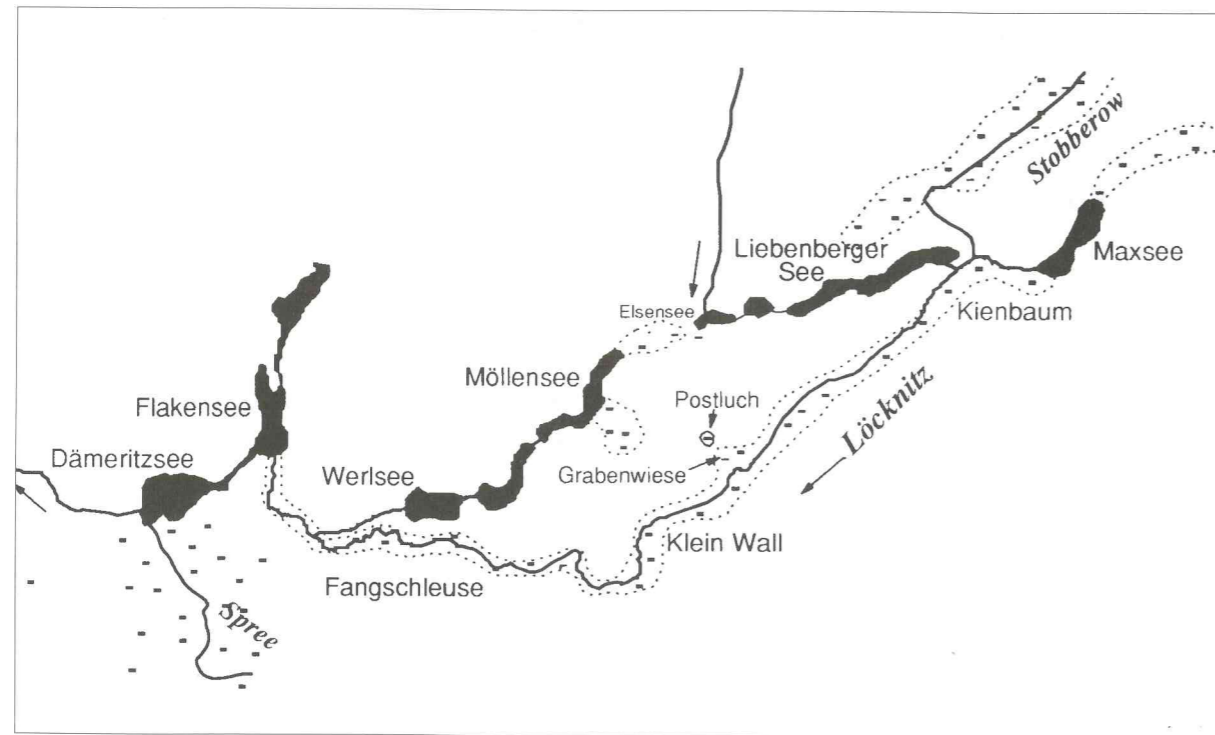 Stobberow
Liebenberger
See
Maxsee
Elsensee
Kienbaum
Möllensee
Löcknitz
Postluch
Flakensee
Grabenwiese
Dämeritzsee
Werlsee
Klein Wall
Fangschleuse
Spree